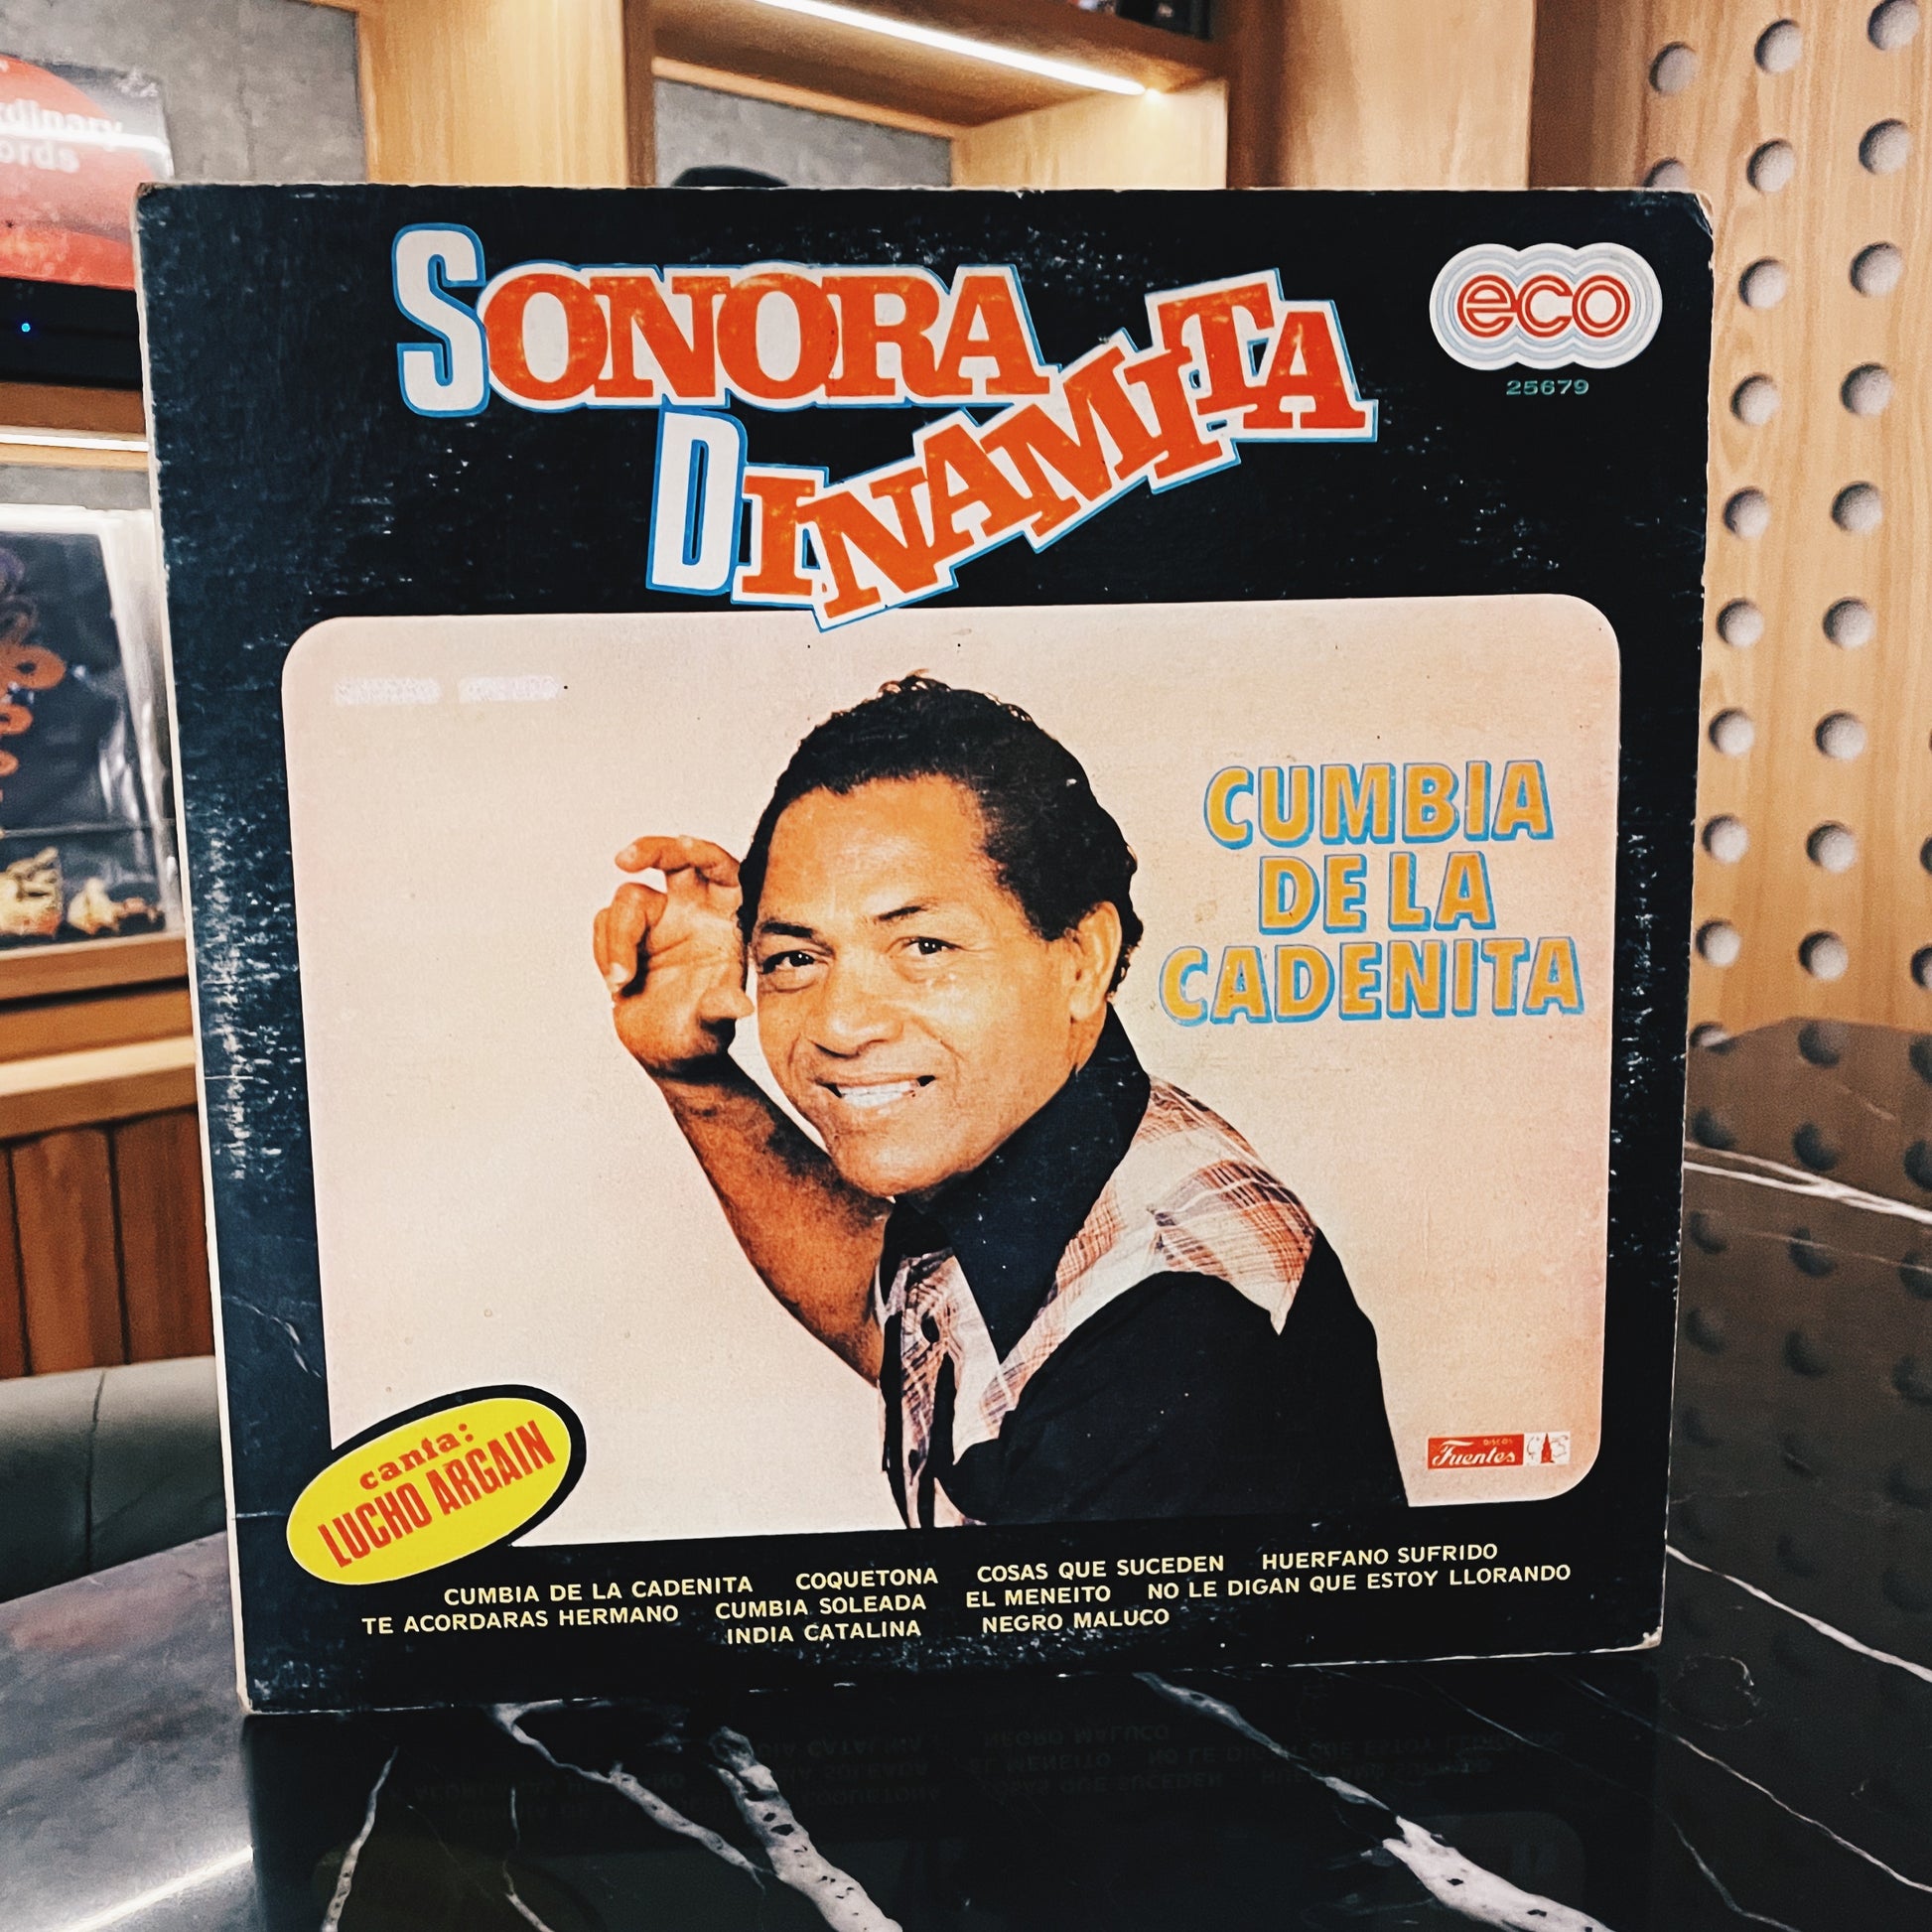 SONORA
DINAMITA
eco
25679
CUMBIA
DE LA
CADENITA
canta:
LUCHO ARGAIN
DISCOS
Fuentes
CUMBIA DE LA CADENITA COQUETONA COSAS QUE SUCEDEN HUERFANO SUFRIDO
TE ACORDARAS HERMANO CUMBIA SOLEADA EL MENEITO NO LE DIGAN QUE ESTOY LLORANDO
INDIA CATALINA NEGRO MALUCO